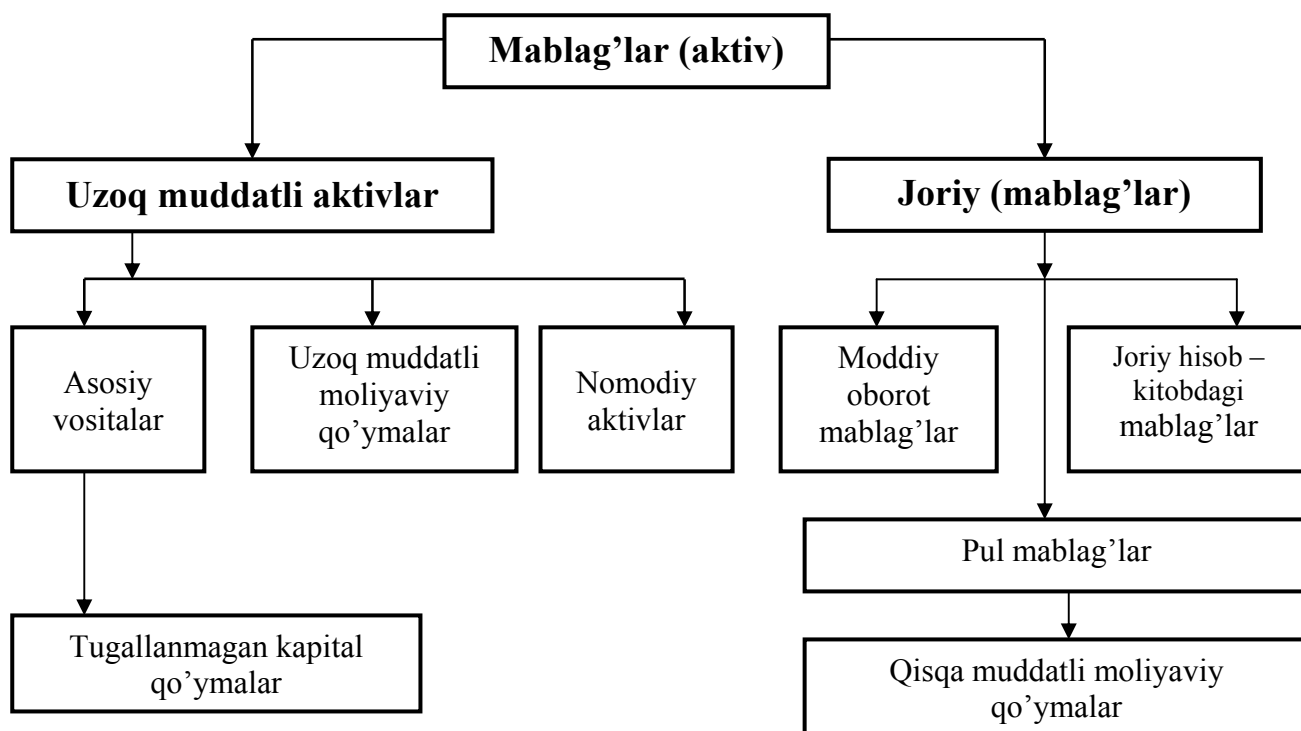 Mablag’lar (aktiv)
Uzoq muddatli aktivlar
Joriy (mablag’lar)
Asosiy
vositalar
Uzoq muddatli
moliyaviy
qo’ymalar
Nomodiy
aktivlar
Moddiy
oborot
mablag’lar
Joriy hisob –
kitobdagi
mablag’lar
Pul mablag’lar
Tugallanmagan kapital
qo’ymalar
Qisqa muddatli moliyaviy
qo’ymalar